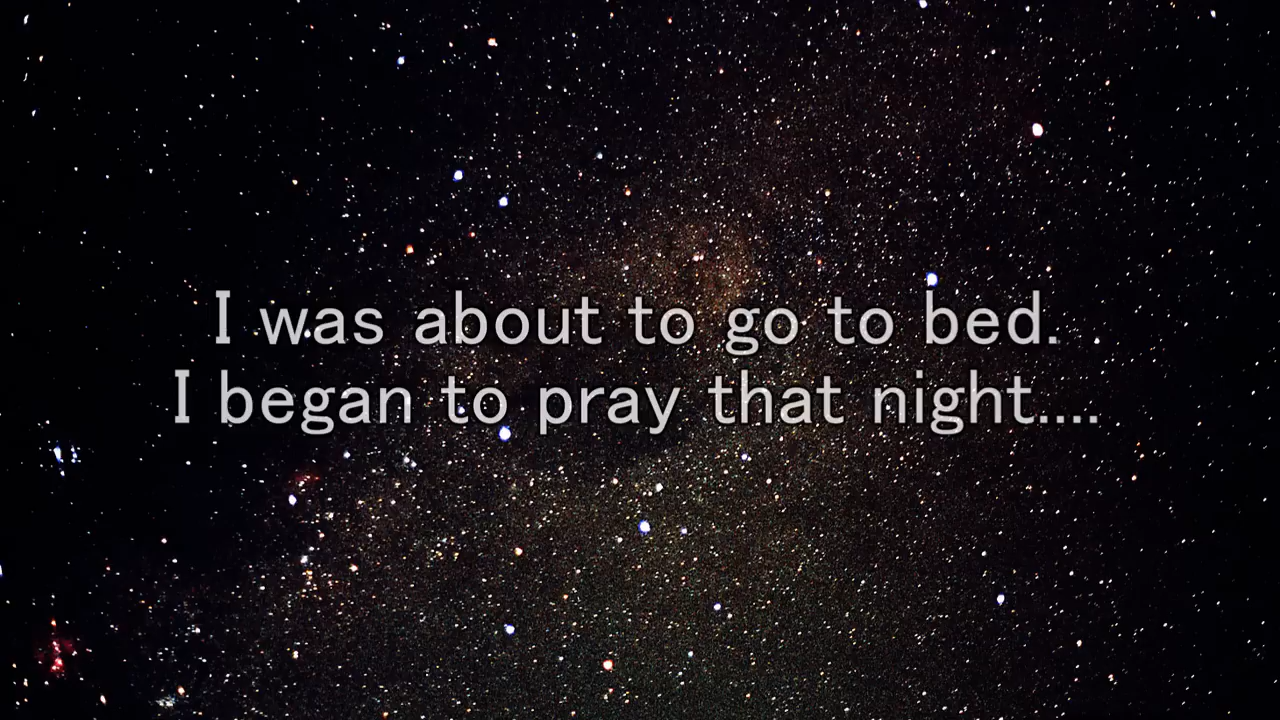 I was about to go to bed.
I began to pray that night....